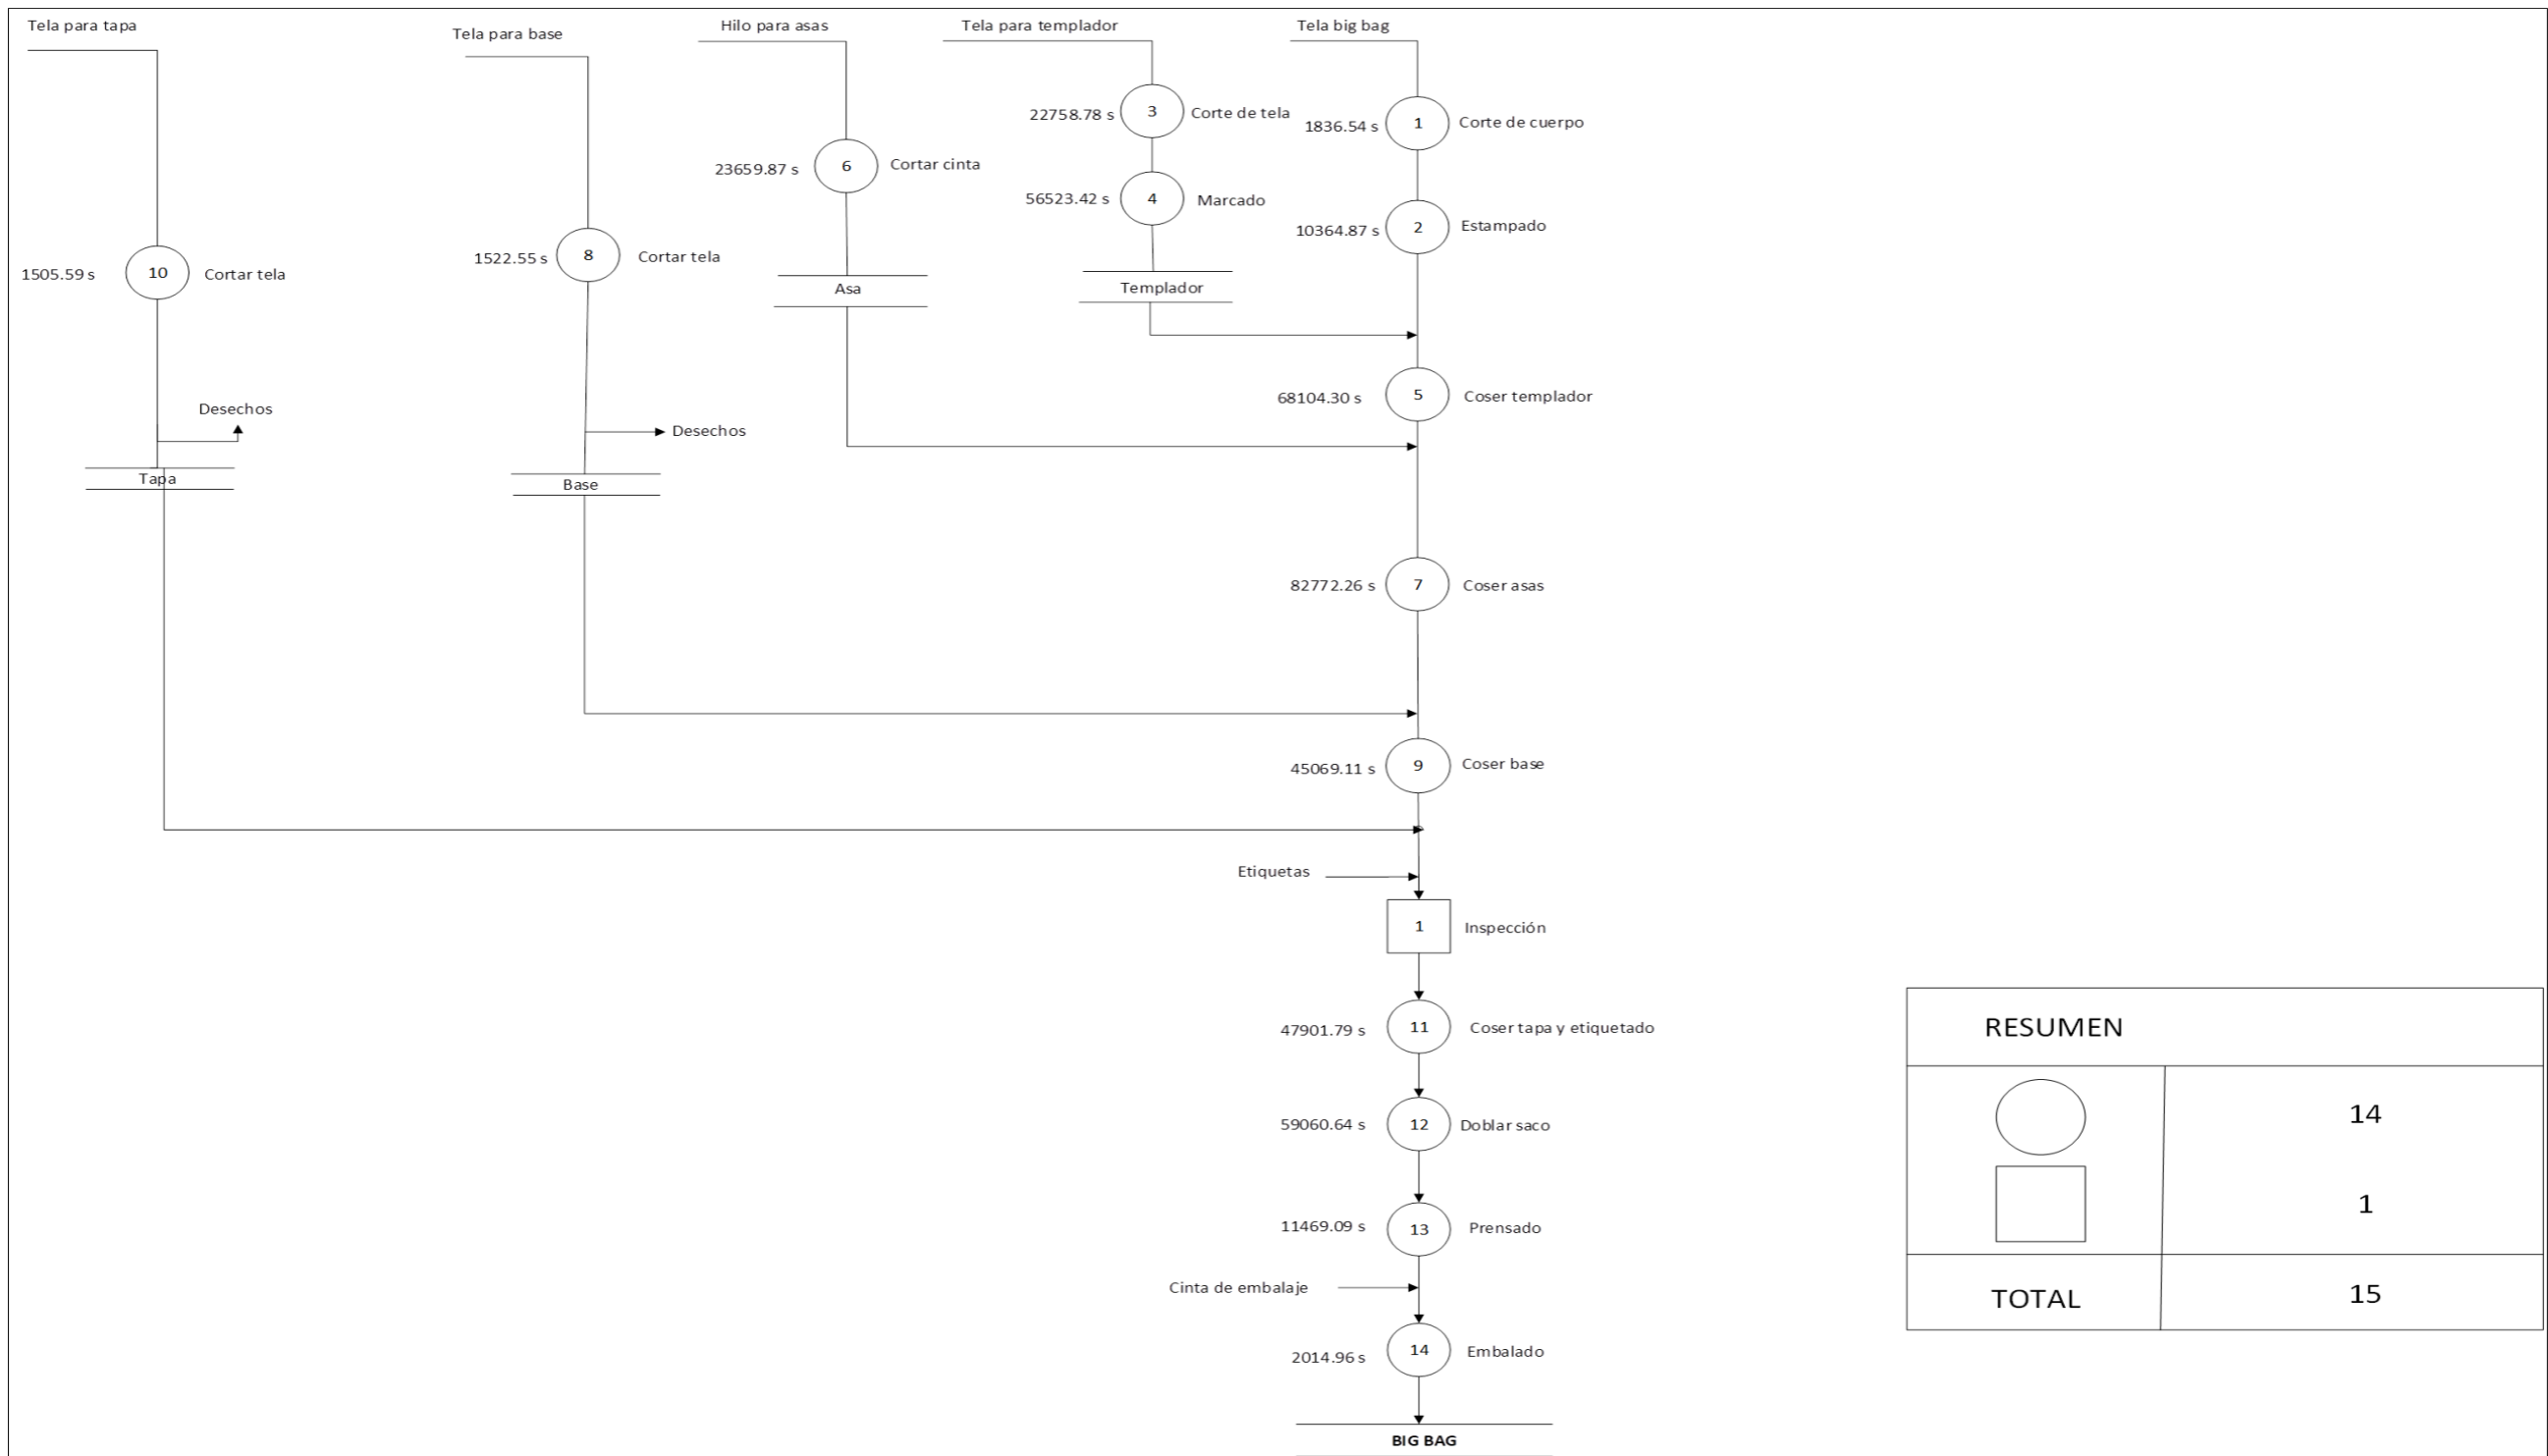 Tela para tapa
Tela para base
Hilo para asas
Tela para templador
Tela big bag
22758.78 s
3
Corte de tela
1836.54 s
1
Corte de cuerpo
23659.87 s
6
Cortar cinta
56523.42 s
4
Marcado
10364.87 s
2
Estampado
1505.59 s
10
Cortar tela
1522.55 s
8
Cortar tela
Asa
Templador
68104.30 s
5
Coser templador
Desechos
Desechos
Tapa
Base
82772.26 s
7
Coser asas
45069.11 s
9
Coser base
Etiquetas
1
Inspección
47901.79 s
11
Coser tapa y etiquetado
59060.64 s
12
Doblar saco
11469.09 s
13
Prensado
Cinta de embalaje
2014.96 s
14
Embalado
BIG BAG
RESUMEN
14
1
TOTAL
15